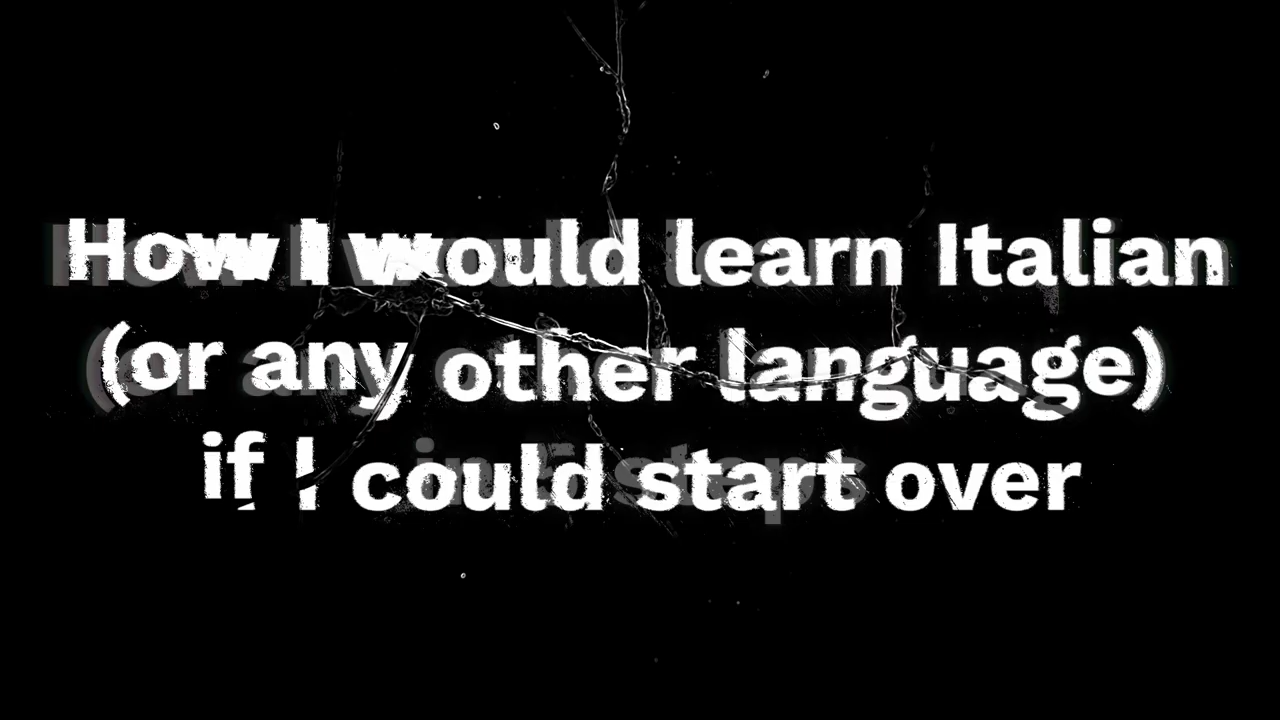 How I would learn Italian
(or any other language)
if I could start over